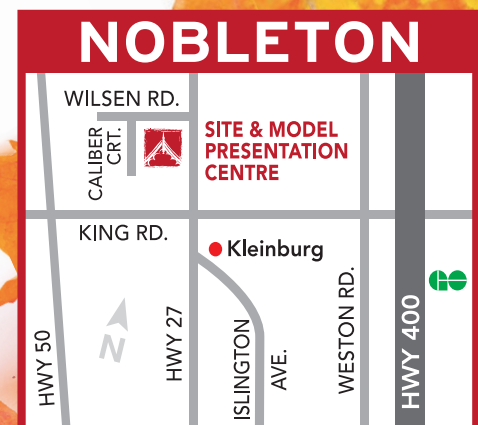 NOBLETON
WILSEN RD.
CALIBER
CRT.
SITE & MODEL
PRESENTATION
CENTRE
KING RD.
Kleinburg
HWY 50
N
HWY 27
ISLINGTON
AVE.
WESTON RD.
HWY 400
GO